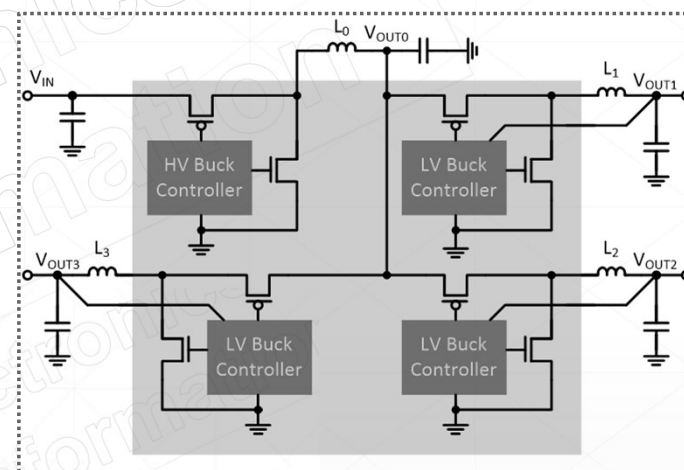 L0
VOUT0
VIN
L1
VOUT1
HV Buck
Controller
LV Buck
Controller
L3
VOUT3
L2
VOUT2
LV Buck
Controller
LV Buck
Controller